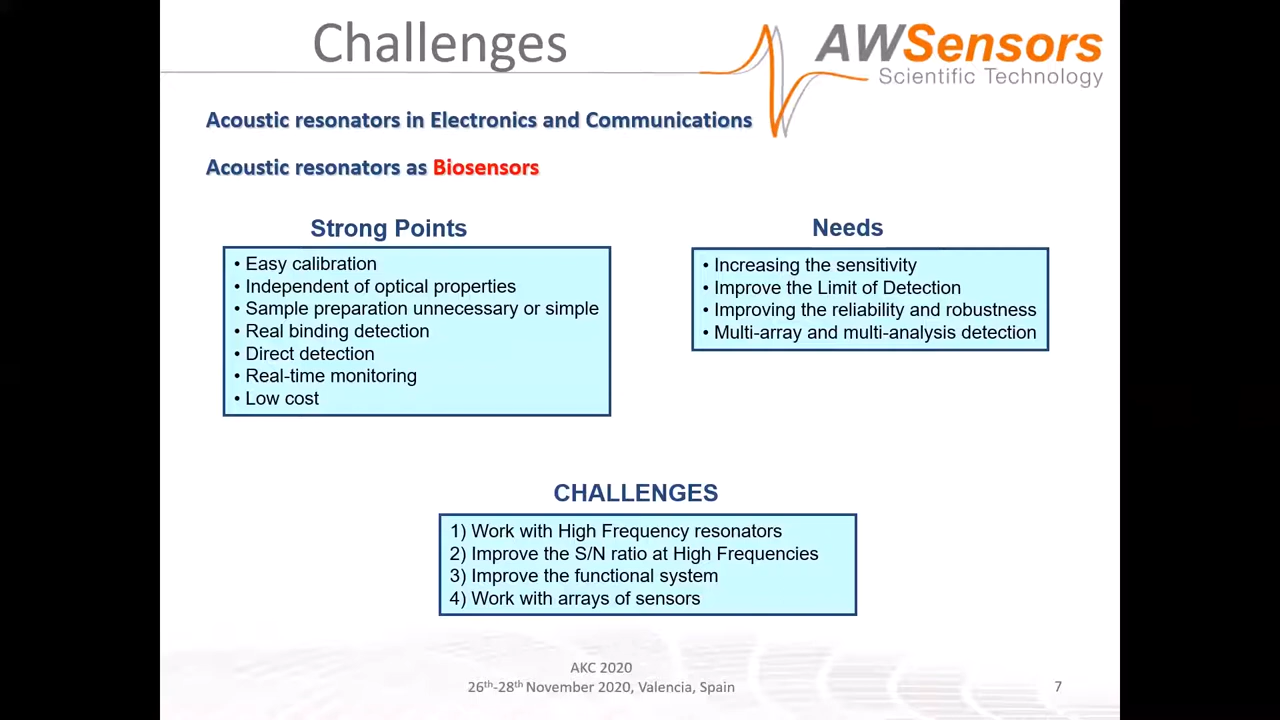 Challenges
AWSensors
Scientific Technology
Acoustic resonators in Electronics and Communications
Acoustic resonators as Biosensors
Strong Points
• Easy calibration
• Independent of optical properties
• Sample preparation unnecessary or simple
• Real binding detection
• Direct detection
• Real-time monitoring
• Low cost
Needs
• Increasing the sensitivity
• Improve the Limit of Detection
• Improving the reliability and robustness
• Multi-array and multi-analysis detection
CHALLENGES
1) Work with High Frequency resonators
2) Improve the S/N ratio at High Frequencies
3) Improve the functional system
4) Work with arrays of sensors
AKC 2020
26th-28th November 2020, Valencia, Spain
7